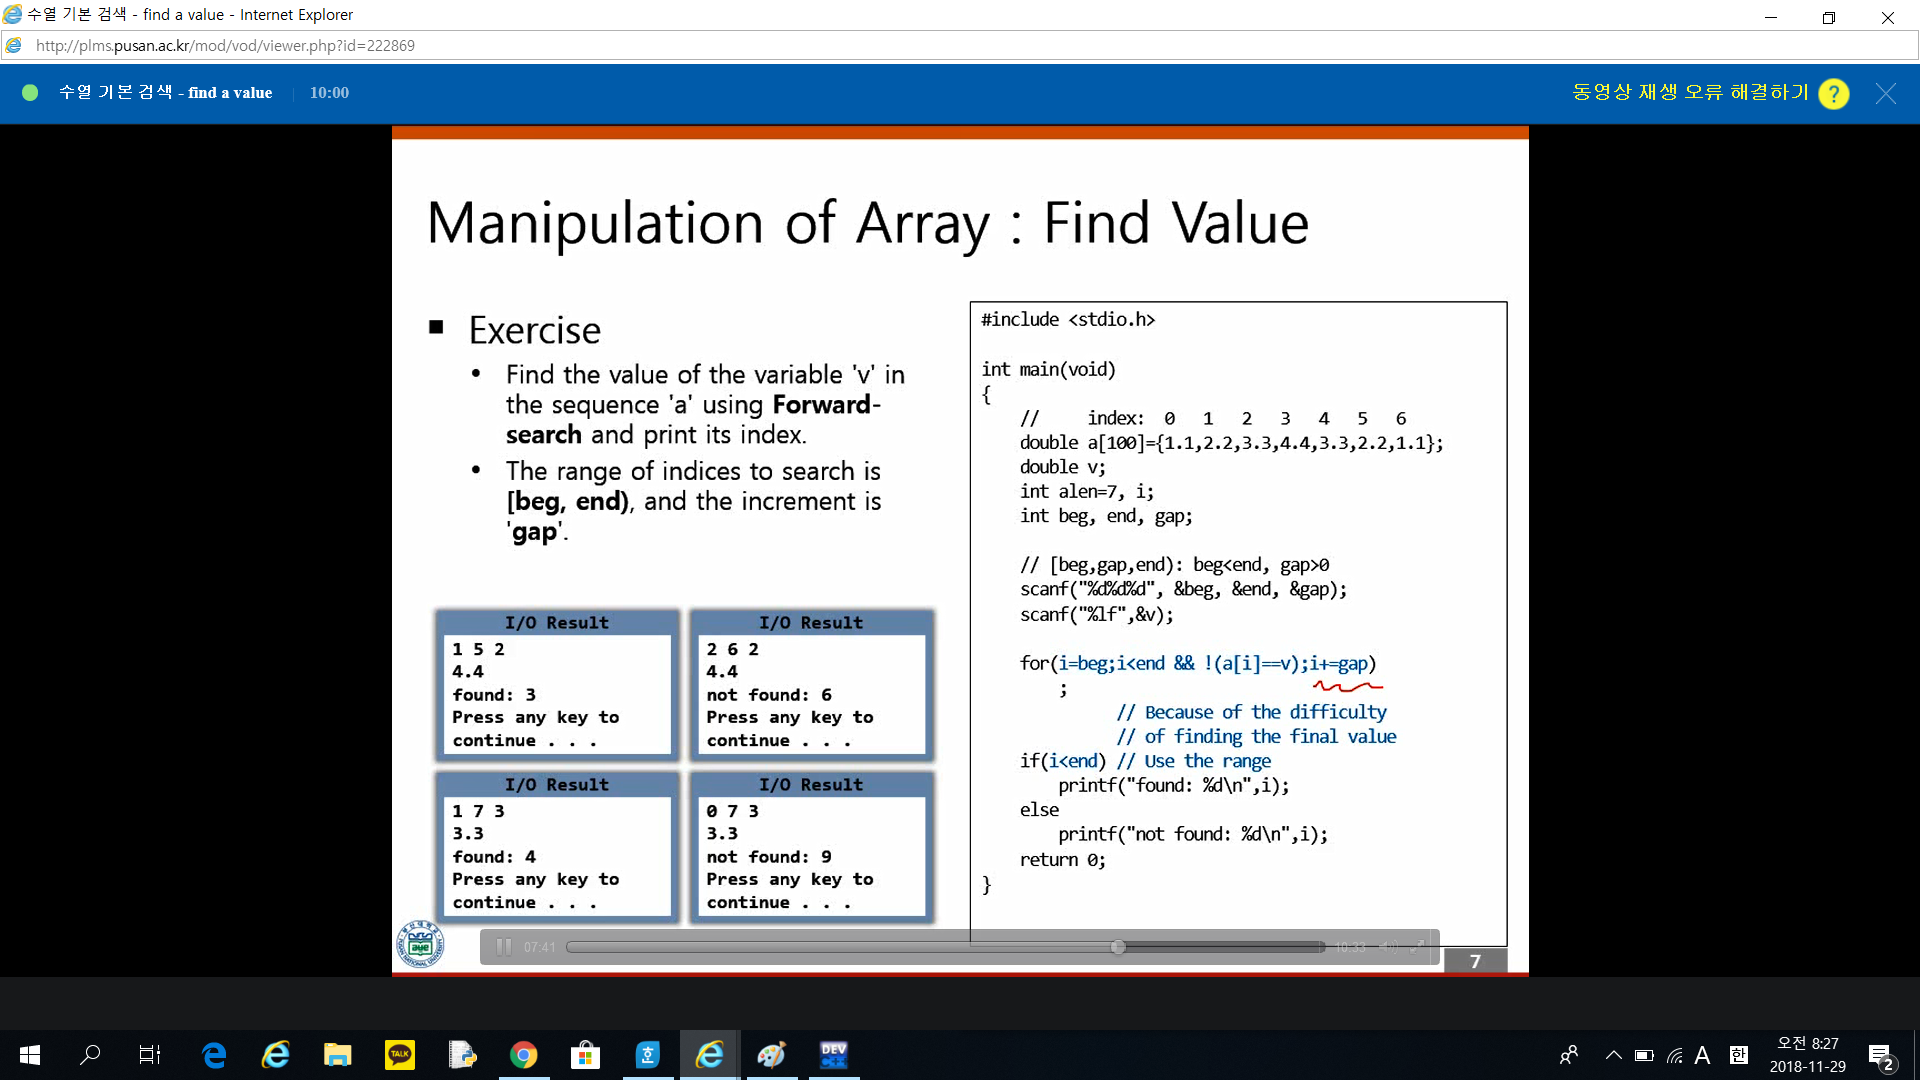 수열 기본 검색 - find a value - Internet Explorer
http://plms.pusan.ac.kr/mod/vod/viewer.php?id=222869
수열 기본 검색 - find a value
10:00
동영상 재생 오류 해결하기 ?
Manipulation of Array : Find Value
Exercise
Find the value of the variable 'v' in
the sequence 'a' using Forward-
search and print its index.
The range of indices to search is
[beg, end), and the increment is
'gap'.
I/O Result
1 5 2
4.4
found: 3
Press any key to
continue . . .
I/O Result
2 6 2
4.4
not found: 6
Press any key to
continue . . .
I/O Result
1 7 3
3.3
found: 4
Press any key to
continue . . .
I/O Result
0 7 3
3.3
not found: 9
Press any key to
continue . . .
#include <stdio.h>
int main(void)
{
//     index:  0   1   2   3   4   5   6
double a[100]={1.1,2.2,3.3,4.4,3.3,2.2,1.1};
double v;
int alen=7, i;
int beg, end, gap;
// [beg,gap,end): beg<end, gap>0
scanf("%d%d%d", &beg, &end, &gap);
scanf("%lf",&v);
for(i=beg;i<end && !(a[i]==v);i+=gap)
;
// Because of the difficulty
// of finding the final value
if(i<end) // Use the range
printf("found: %d\n",i);
else
printf("not found: %d\n",i);
return 0;
}
07:41
10:33
7
TALK
호
DEV
C++
A
한
오전 8:27
2018-11-29
2